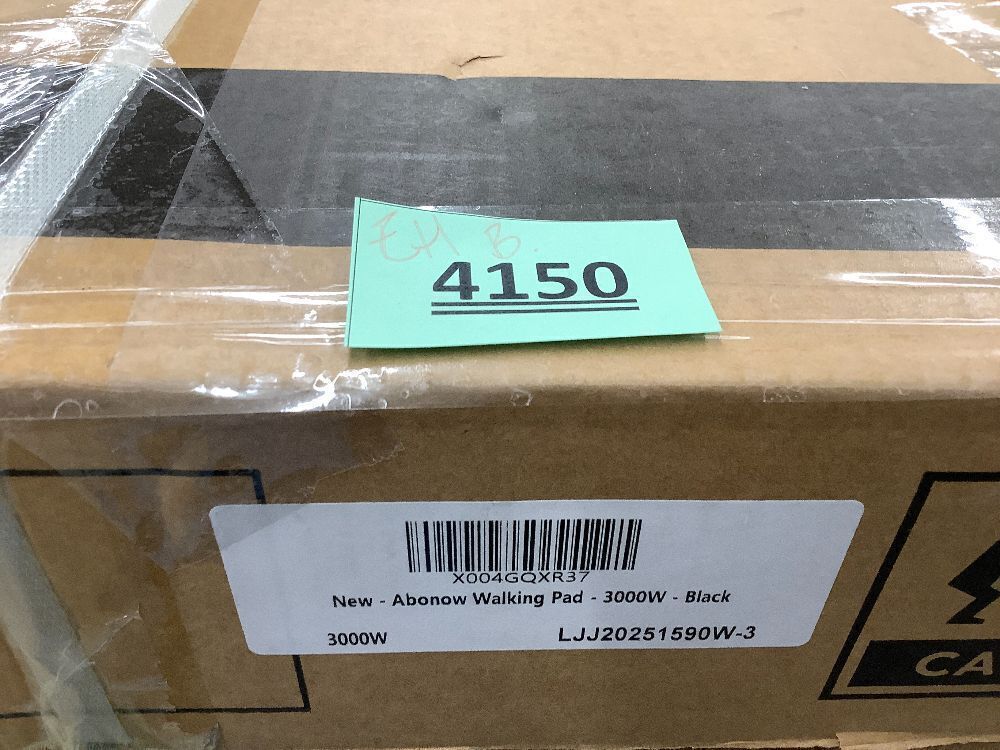 4150
X004GQXR37
New - Abonow Walking Pad - 3000W - Black
3000W
LJJ20251590W-3